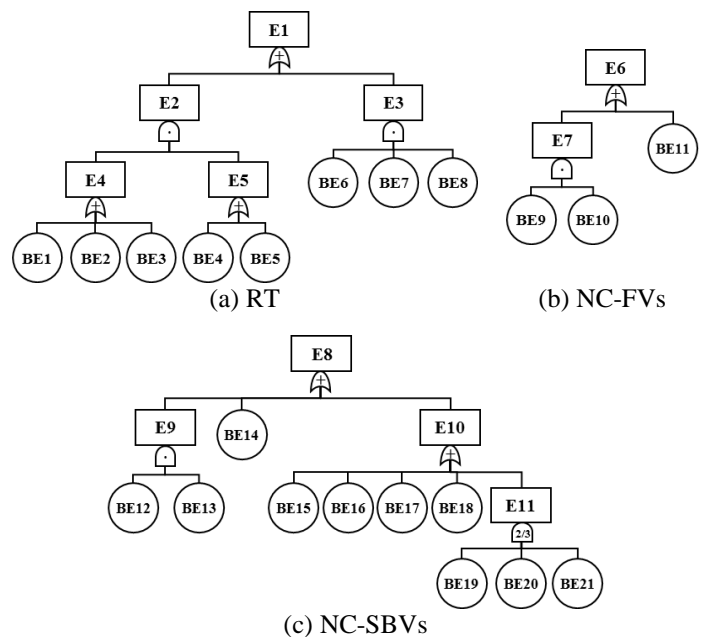 E1
E6
E2 E3
E7 BE11
E4 E5
BE6 BE7 BE8
BE9 BE10
BE1 BE2 BE3 BE4 BE5
(a) RT
(b) NC-FVs
E8
E9 BE14 E10
BE12 BE13 BE15 BE16 BE17 BE18 E11
2/3
BE19 BE20 BE21
(c) NC-SBVs